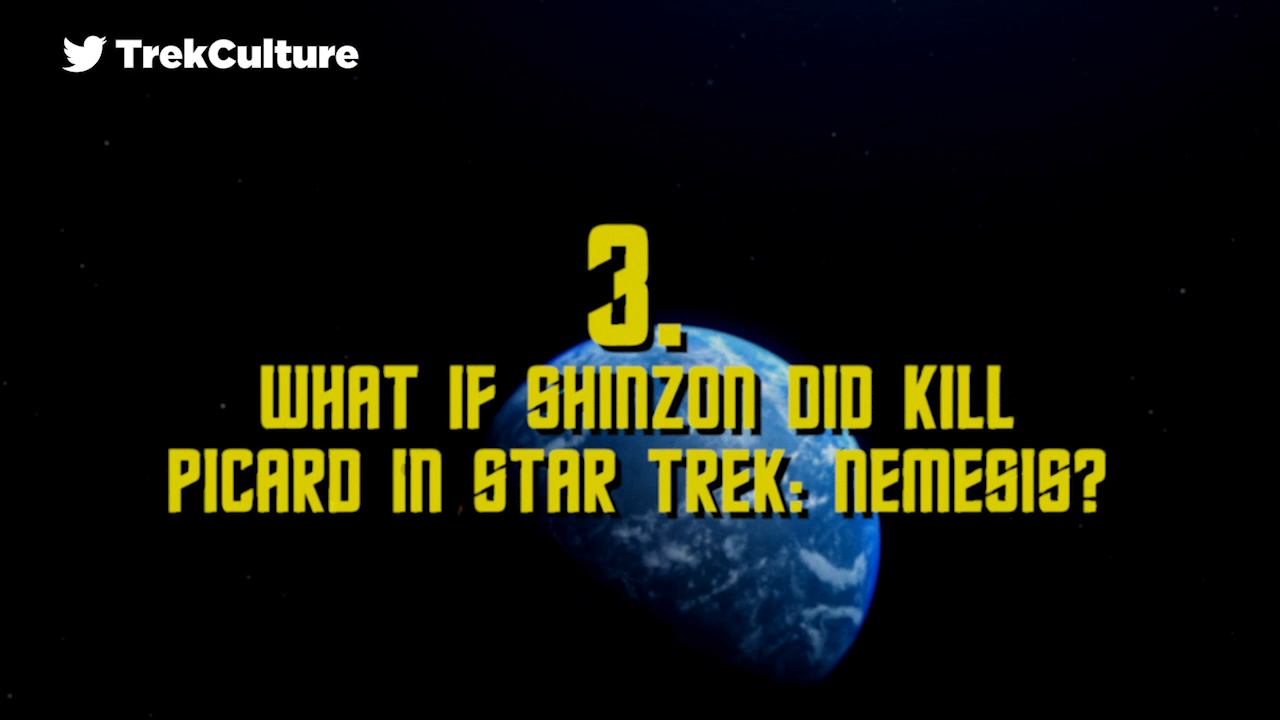 TrekCulture
3.
WHAT IF SHINZON DID KILL
PICARD IN STAR TREK: NEMESIS?